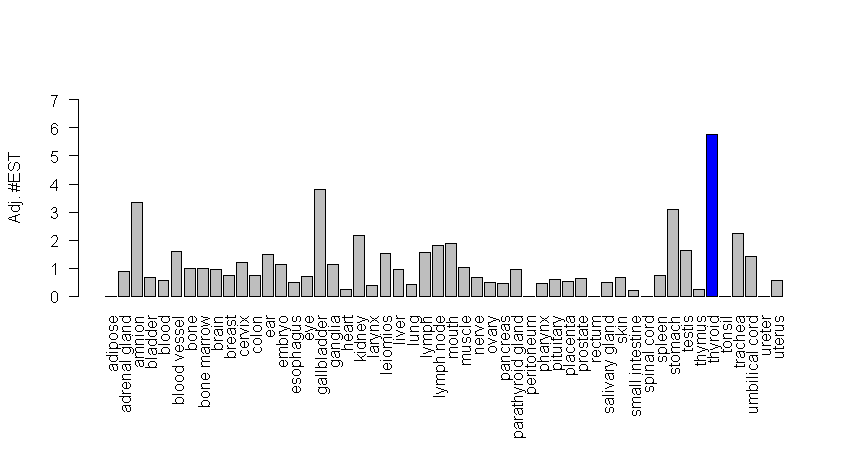 7
6
5
4
3
2
1
0
Adj. #EST
adipose
adrenal gland
amnion
bladder
blood
blood vessel
bone
bone marrow
brain
breast
cervix
colon
ear
embryo
esophagus
eye
gallbladder
ganglia
heart
kidney
larynx
leiomios
liver
lung
lymph
lymph node
mouth
muscle
nerve
ovary
pancreas
parathyroid gland
peritoneum
pharynx
pituitary
placenta
prostate
rectum
salivary gland
skin
small intestine
spinal cord
spleen
stomach
testis
thymus
thyroid
tonsil
trachea
umbilical cord
ureter
uterus